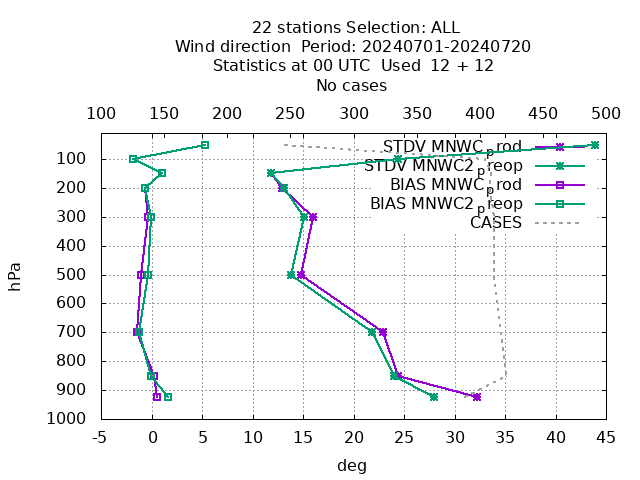 22 stations Selection: ALL
Wind direction  Period: 20240701-20240720
Statistics at 00 UTC  Used  12 + 12
No cases
100 150 200 250 300 350 400 450 500
STDV MNWC_prod
STDV MNWC2_preop
BIAS MNWC_prod
BIAS MNWC2_preop
CASES
100
200
300
400
500
600
700
800
900
1000
hPa
-5 0 5 10 15 20 25 30 35 40 45
deg